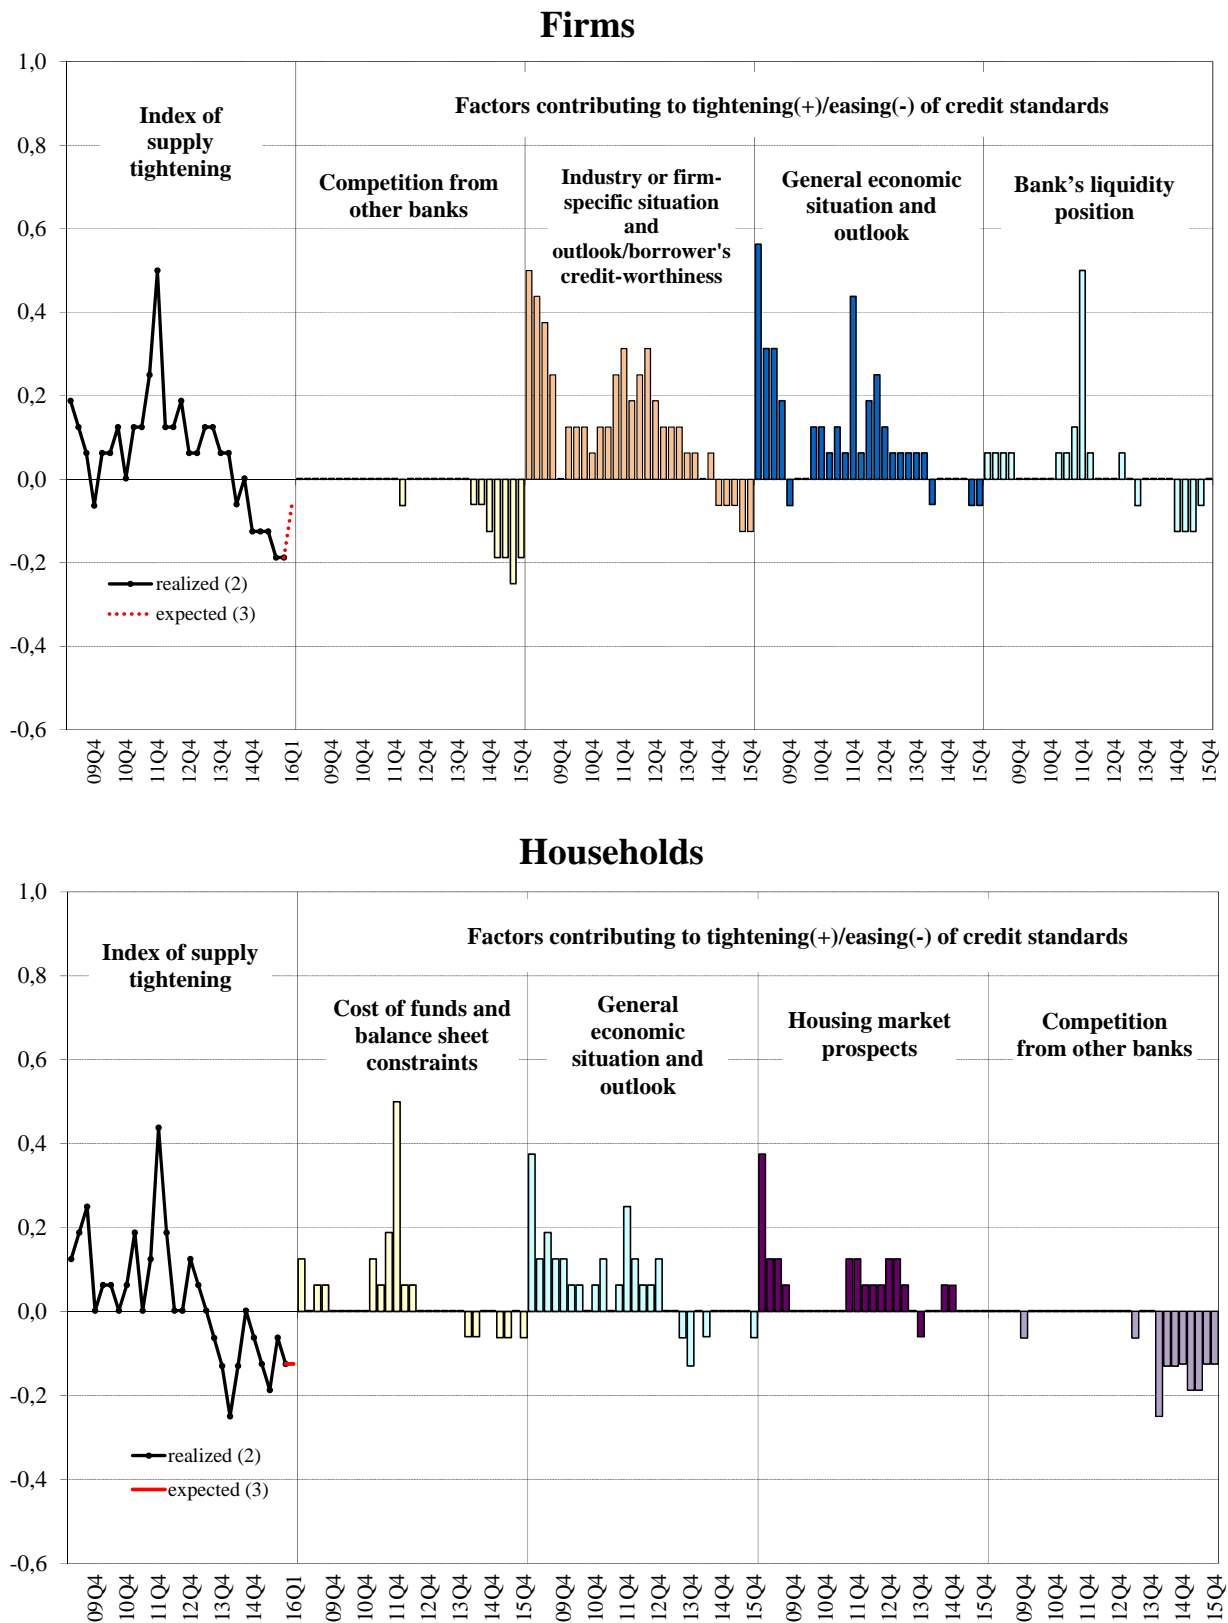 Firms
1,0
0,8
0,6
0,4
0,2
0,0
-0,2
-0,4
-0,6
Index of
supply
tightening
Factors contributing to tightening(+)/easing(-) of credit standards
Competition from
other banks
Industry or firm-
specific situation
and
outlook/borrower's
credit-worthiness
General economic
situation and
outlook
Bank's liquidity
position
realized (2)
expected (3)
09Q4
10Q4
11Q4
12Q4
13Q4
14Q4
16Q1
09Q4
10Q4
11Q4
12Q4
13Q4
14Q4
15Q4
09Q4
10Q4
11Q4
12Q4
13Q4
14Q4
15Q4
09Q4
10Q4
11Q4
12Q4
13Q4
14Q4
15Q4
09Q4
10Q4
11Q4
12Q4
13Q4
14Q4
15Q4
Households
1,0
0,8
0,6
0,4
0,2
0,0
-0,2
-0,4
-0,6
Index of supply
tightening
Factors contributing to tightening(+)/easing(-) of credit standards
Cost of funds and
balance sheet
constraints
General
economic
situation and
outlook
Housing market
prospects
Competition
from other banks
realized (2)
expected (3)
09Q4
10Q4
11Q4
12Q4
13Q4
14Q4
16Q1
09Q4
10Q4
11Q4
12Q4
13Q4
14Q4
15Q4
09Q4
10Q4
11Q4
12Q4
13Q4
14Q4
15Q4
09Q4
10Q4
11Q4
12Q4
13Q4
14Q4
15Q4
09Q4
10Q4
11Q4
12Q4
13Q4
14Q4
15Q4